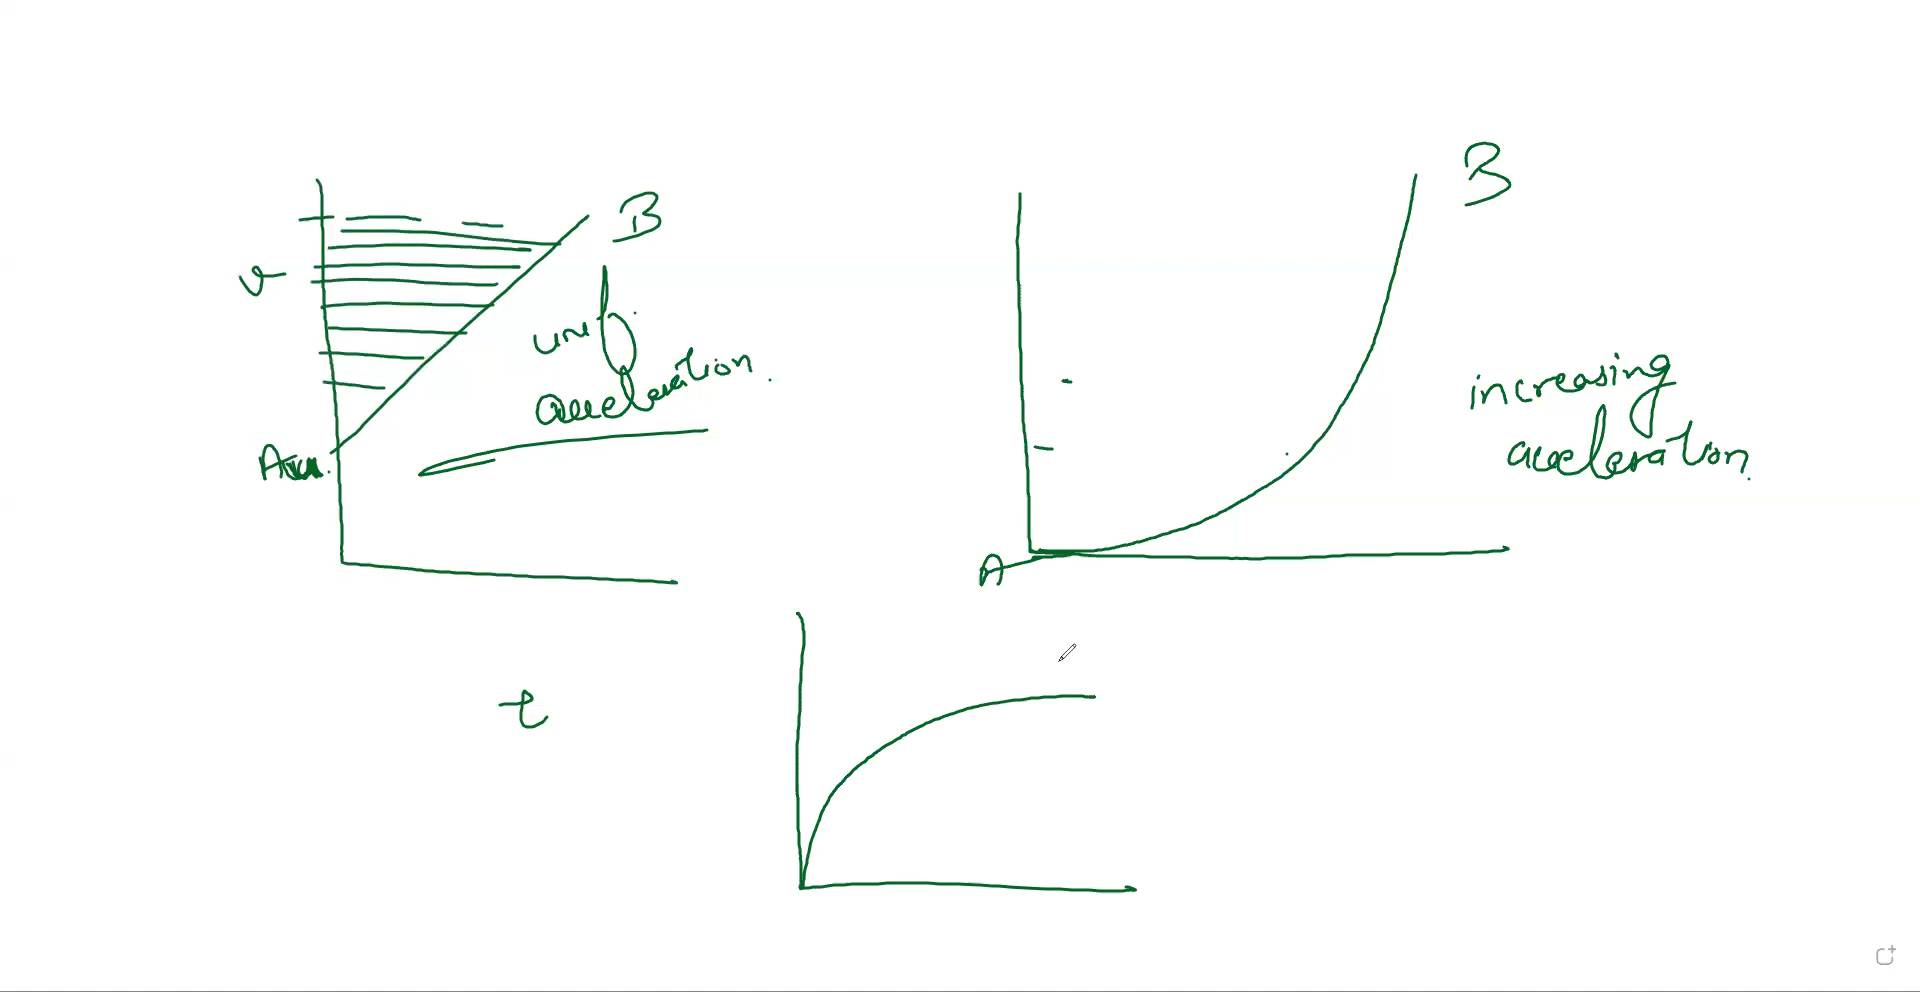 B
B
v
unif.
acceleration.
increasing
acceleration.
A
A
t